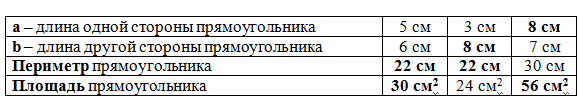 a – длина одной стороны прямоугольника 5 см 3 см 8 см
b – длина другой стороны прямоугольника 6 см 8 см 7 см
Периметр прямоугольника 22 см 22 см 30 см
Площадь прямоугольника 30 см² 24 см² 56 см²